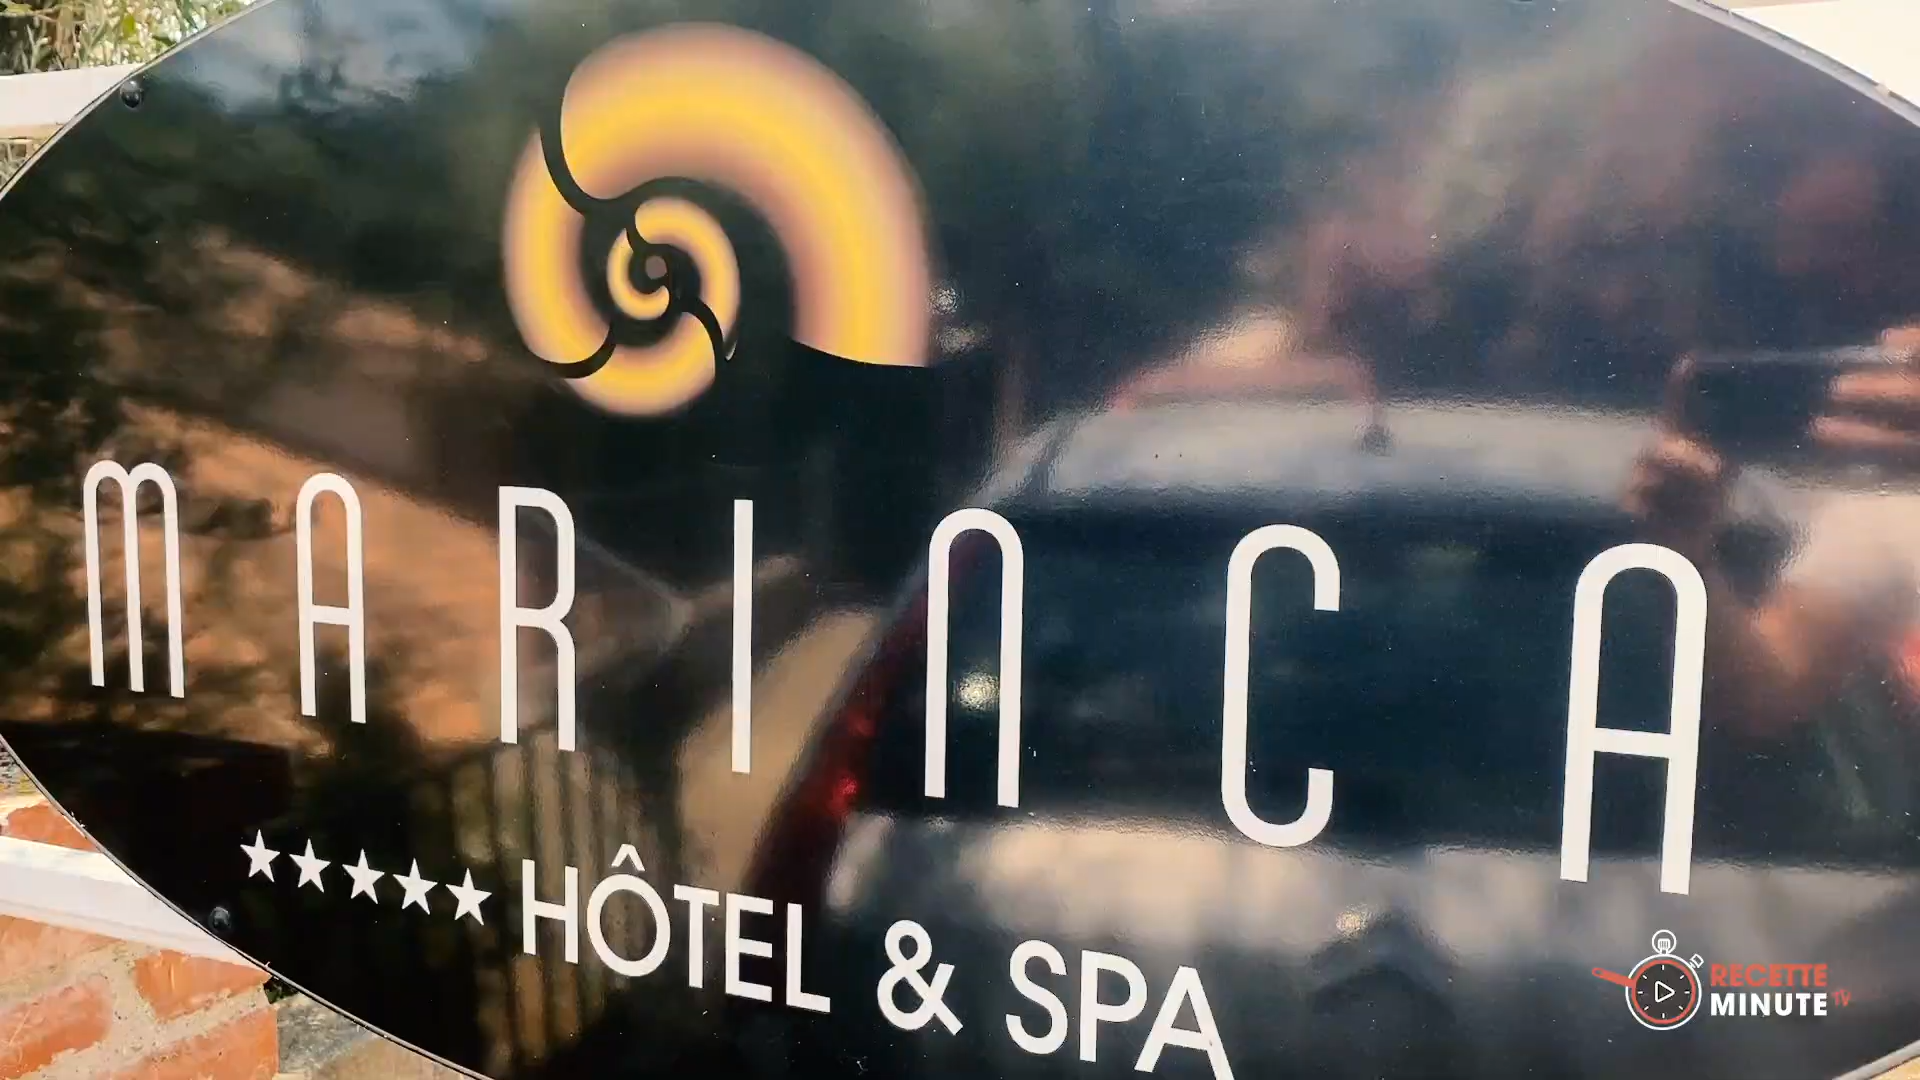 MARINCA
★★★★★ HÔTEL & SPA
RECETTE
MINUTE TV